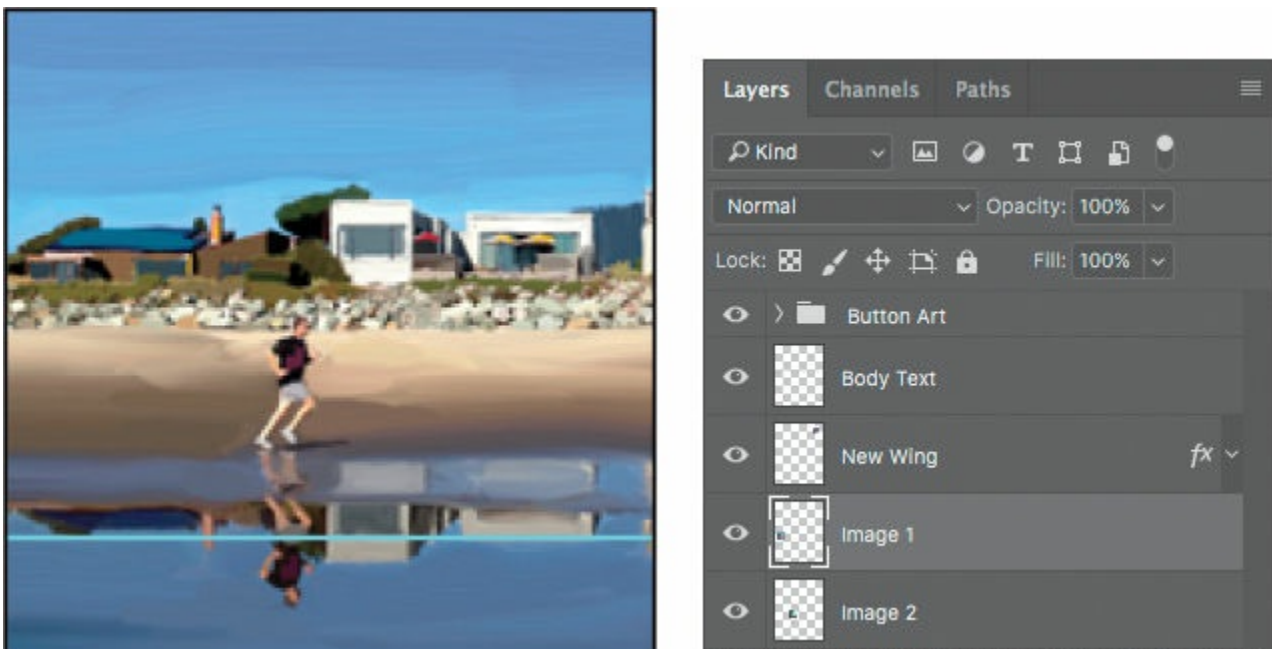 Layers Channels Paths
Kind
Normal Opacity: 100%
Lock: Fill: 100%
Button Art
Body Text
New Wing fx
Image 1
Image 2